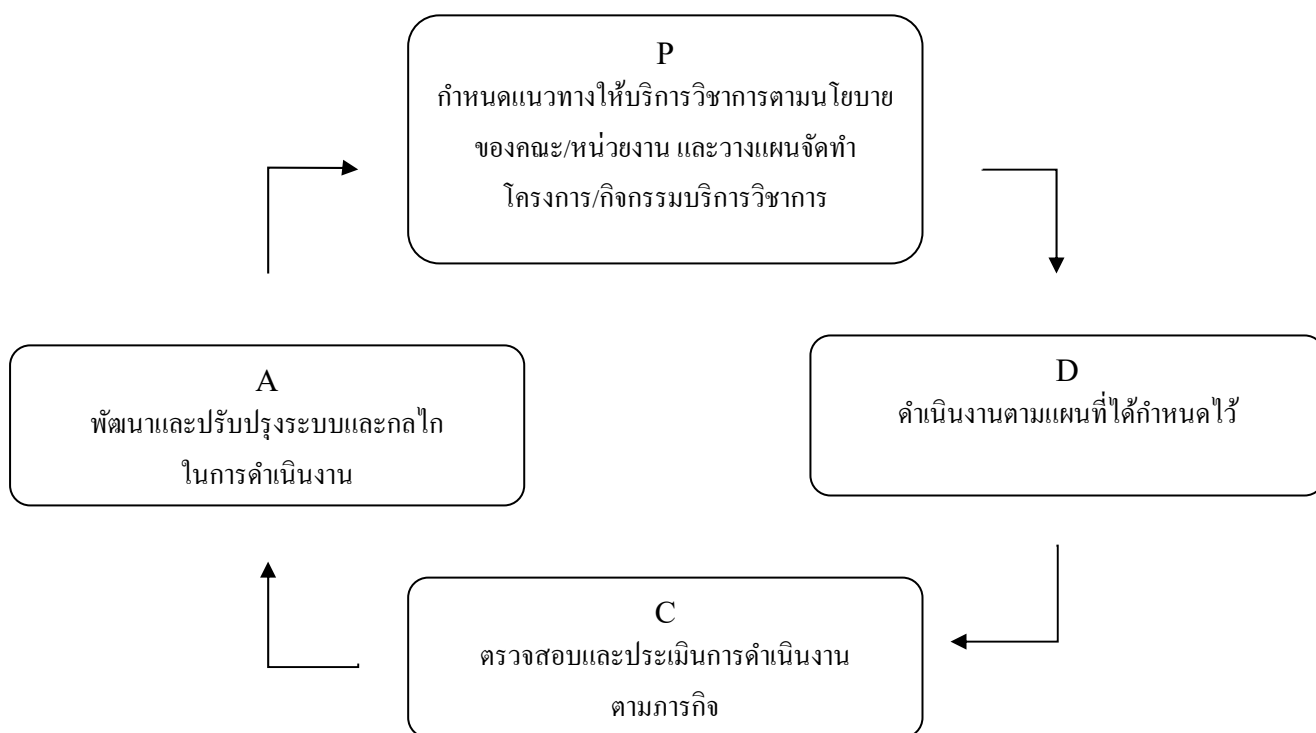 P
กำหนดแนวทางให้บริการวิชาการตามนโยบาย
ของคณะ/หน่วยงาน และวางแผนจัดทำ
โครงการ/กิจกรรมบริการวิชาการ
D
ดำเนินงานตามแผนที่ได้กำหนดไว้
C
ตรวจสอบและประเมินการดำเนินงาน
ตามภารกิจ
A
พัฒนาและปรับปรุงระบบและกลไก
ในการดำเนินงาน